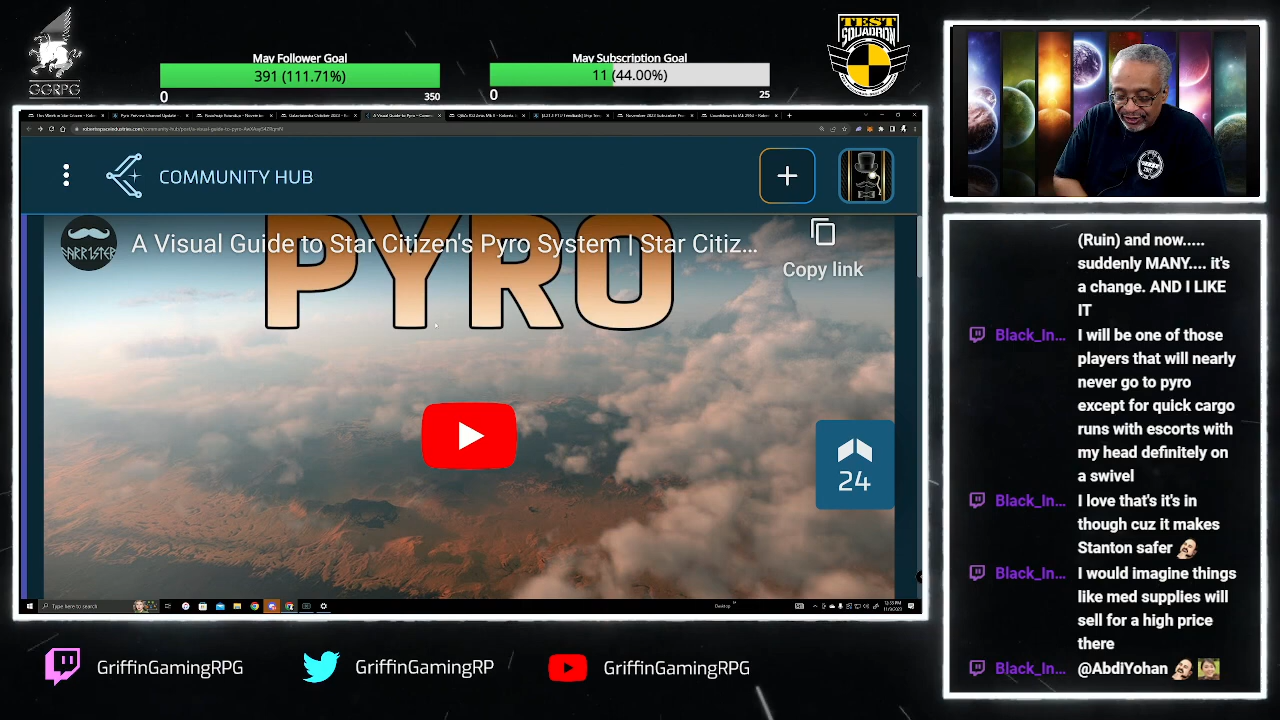 GGRPG
May Follower Goal
391 (111.71%)
0
350
May Subscription Goal
11 (44.00%)
0
25
TEST
SQUADRON
COMMUNITY HUB
PYRO
A Visual Guide to Star Citizen's Pyro System | Star Citiz...
Copy link
24
Type here to search
Desktop
GriffinGamingRPG
GriffinGamingRP
GriffinGamingRPG
(Ruin) and now.....
suddenly MANY.... it's
a change. AND I LIKE
IT
Black_In... I will be one of those
players that will nearly
never go to pyro
except for quick cargo
runs with escorts with
my head definitely on
a swivel
Black_In... I love that's it's in
though cuz it makes
Stanton safer
Black_In... I would imagine things
like med supplies will
sell for a high price
there
Black_In... @AbdiYohan